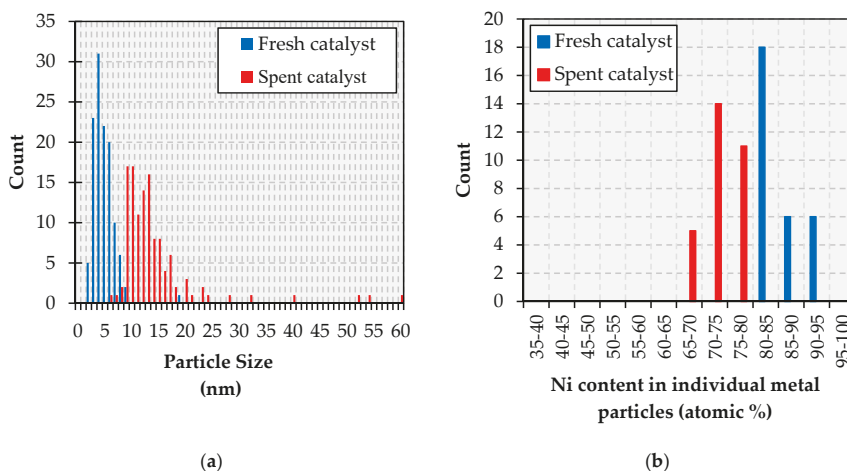 35
30
25
20
15
10
5
0
Count
Fresh catalyst
Spent catalyst
0 5 10 15 20 25 30 35 40 45 50 55 60
Particle Size
(nm)
(a)
20
18
16
14
12
10
8
6
4
2
0
Count
Fresh catalyst
Spent catalyst
35-40
40-45
45-50
50-55
55-60
60-65
65-70
70-75
75-80
80-85
85-90
90-95
95-100
Ni content in individual metal
particles (atomic %)
(b)